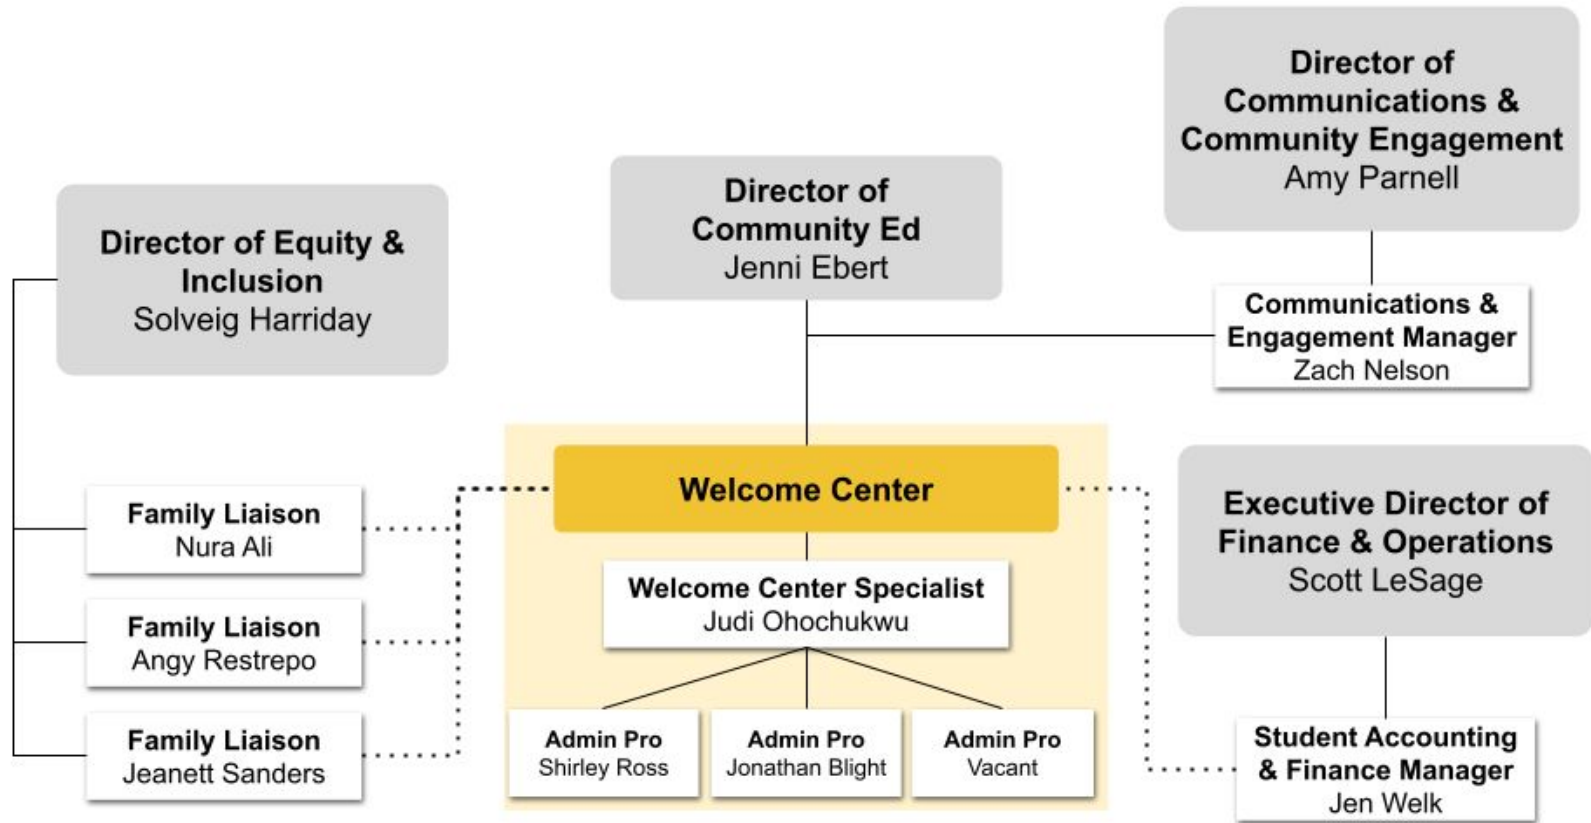 Director of
Communications &
Community Engagement
Amy Parnell
Director of
Community Ed
Jenni Ebert
Director of Equity &
Inclusion
Solveig Harriday
Communications &
Engagement Manager
Zach Nelson
Welcome Center
Executive Director of
Finance & Operations
Scott LeSage
Family Liaison
Nura Ali
Welcome Center Specialist
Judi Ohochukwu
Family Liaison
Angy Restrepo
Family Liaison
Jeanett Sanders
Admin Pro
Shirley Ross
Admin Pro
Jonathan Blight
Admin Pro
Vacant
Student Accounting
& Finance Manager
Jen Welk